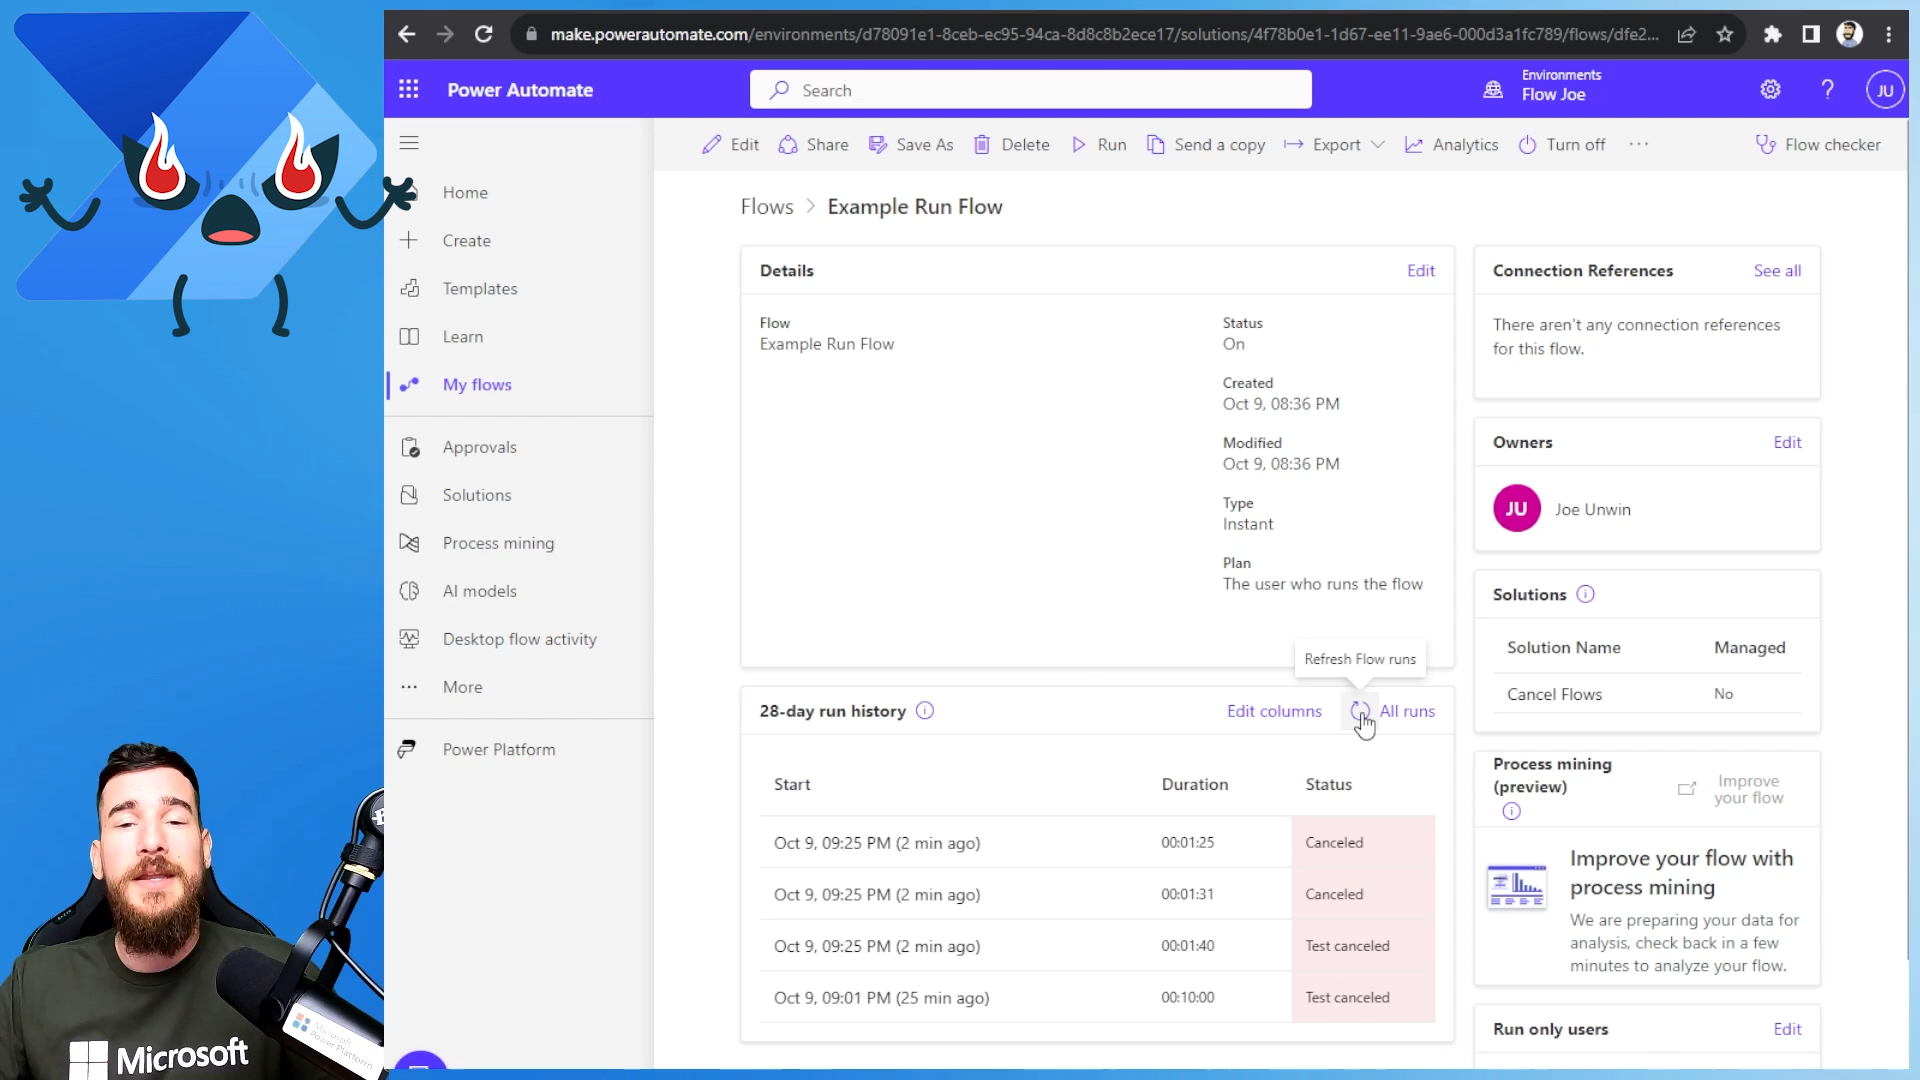 make.powerautomate.com/environments/d78091e1-8ceb-ec95-94ca-8d8c8b2ece17/solutions/4f78b0e1-1d67-ee11-9ae6-000d3a1fc789/flows/dfe2...
Power Automate
Search
Environments
Flow Joe
JU
Edit
Share
Save As
Delete
Run
Send a copy
Export
Analytics
Turn off
Flow checker
Home
Create
Templates
Learn
My flows
Approvals
Solutions
Process mining
AI models
Desktop flow activity
More
Power Platform
Flows > Example Run Flow
Details
Edit
Flow
Example Run Flow
Status
On
Created
Oct 9, 08:36 PM
Modified
Oct 9, 08:36 PM
Type
Instant
Plan
The user who runs the flow
Refresh Flow runs
28-day run history
Edit columns
All runs
Start Duration Status
Oct 9, 09:25 PM (2 min ago) 00:01:25 Canceled
Oct 9, 09:25 PM (2 min ago) 00:01:31 Canceled
Oct 9, 09:25 PM (2 min ago) 00:01:40 Test canceled
Oct 9, 09:01 PM (25 min ago) 00:10:00 Test canceled
Connection References
See all
There aren't any connection references
for this flow.
Owners
Edit
JU
Joe Unwin
Solutions
Solution Name Managed
Cancel Flows No
Process mining
(preview)
Improve
your flow
Improve your flow with
process mining
We are preparing your data for
analysis, check back in a few
minutes to analyze your flow.
Run only users
Edit
Microsoft
Microsoft
Power Platform